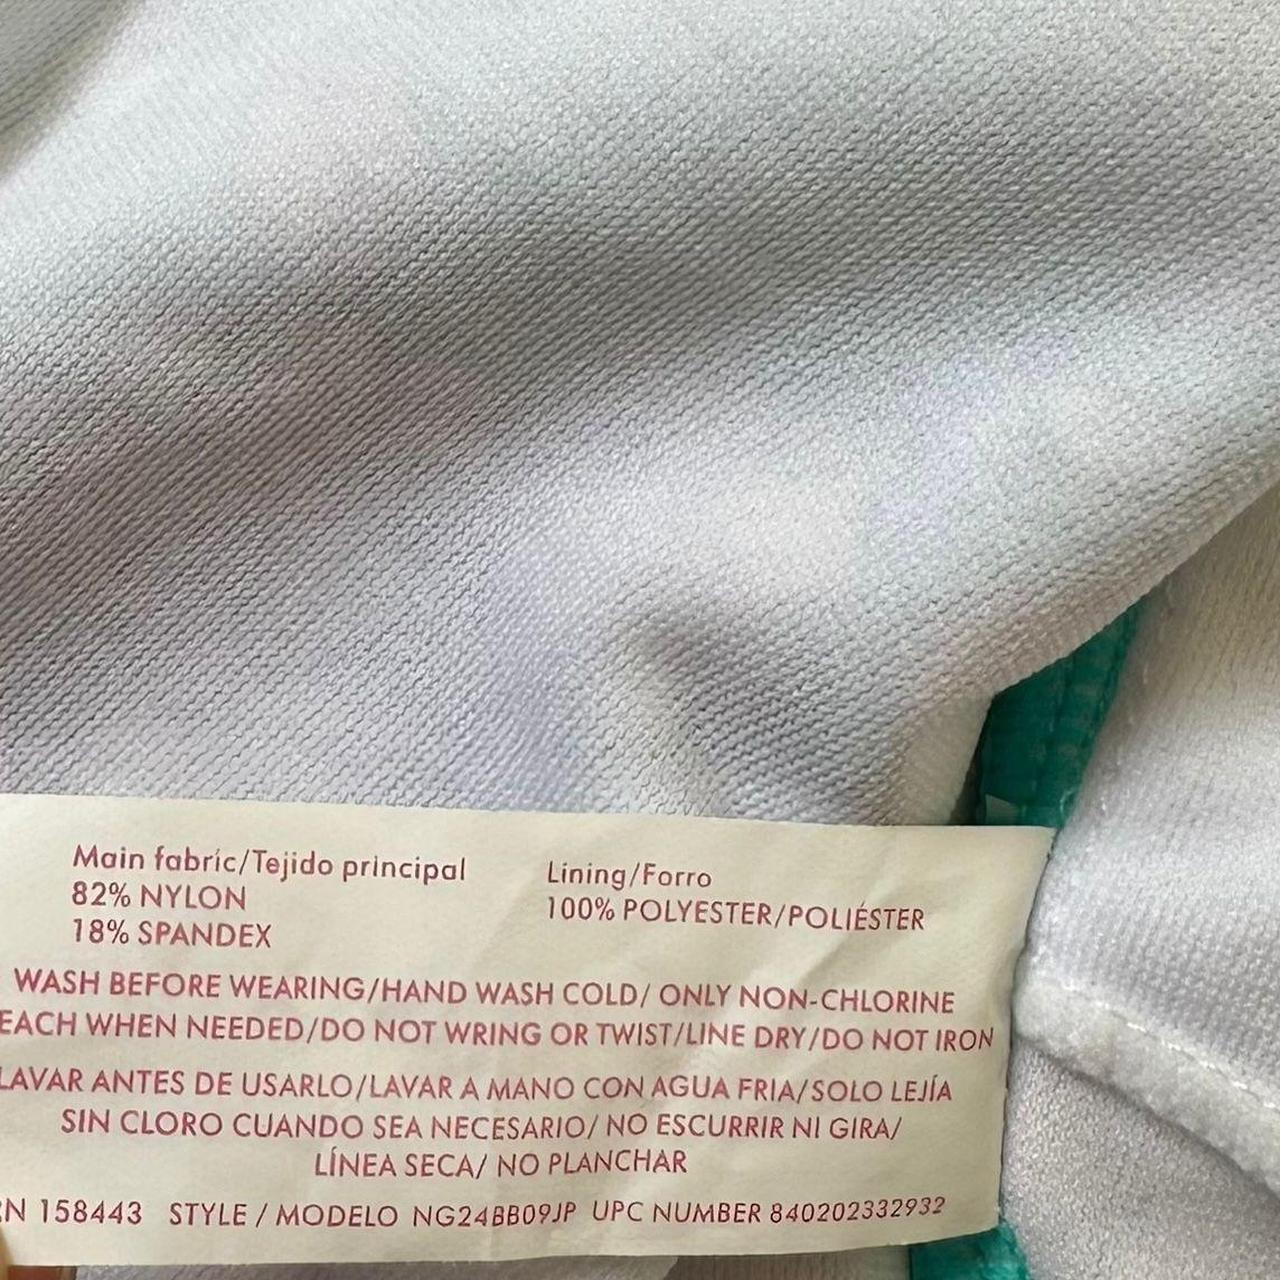 Main fabric/Tejido principal
82% NYLON
18% SPANDEX
Lining/Forro
100% POLYESTER/POLIÉSTER
WASH BEFORE WEARING/HAND WASH COLD/ ONLY NON-CHLORINE
EACH WHEN NEEDED/DO NOT WRING OR TWIST/LINE DRY/DO NOT IRON
LAVAR ANTES DE USARLO/LAVAR A MANO CON AGUA FRIA/SOLO LEJÍA
SIN CLORO CUANDO SEA NECESARIO/ NO ESCURRIR NI GIRA/
LÍNEA SECA/ NO PLANCHAR
RN 158443 STYLE / MODELO NG24BB09JP UPC NUMBER 840202332932